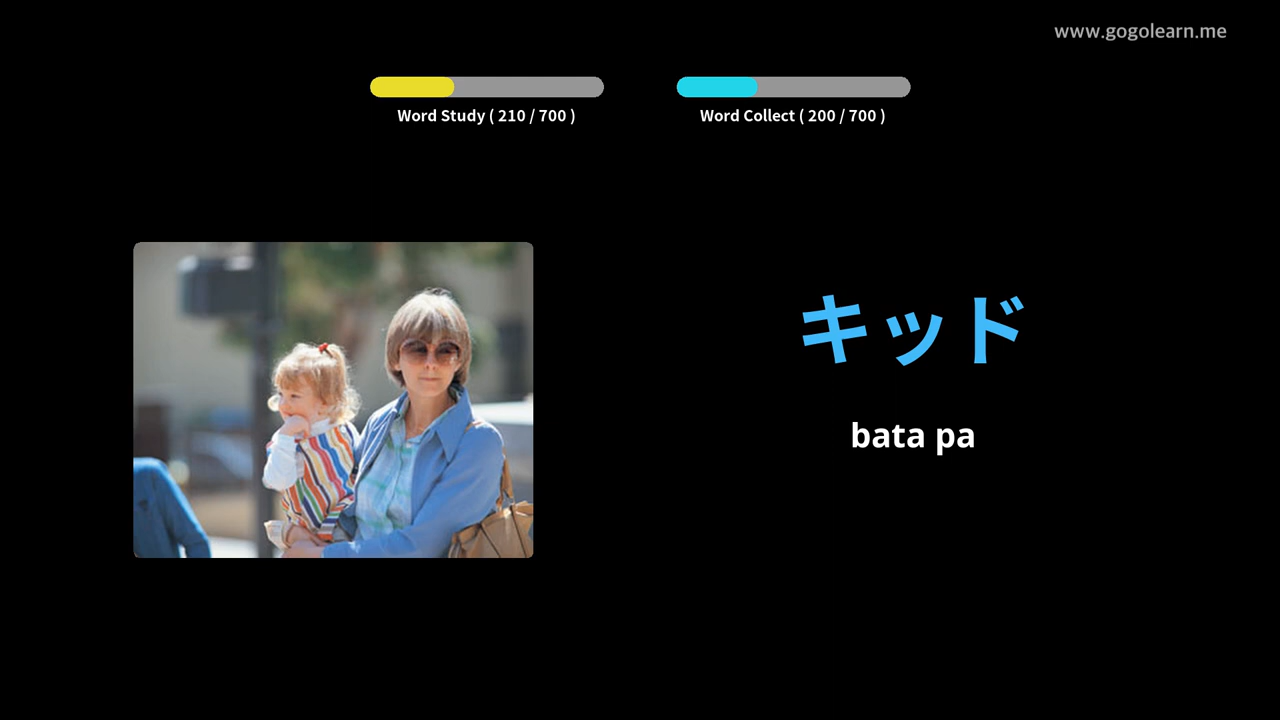 www.gogolearn.me
Word Study ( 210 / 700 )
Word Collect ( 200 / 700 )
キッド
bata pa